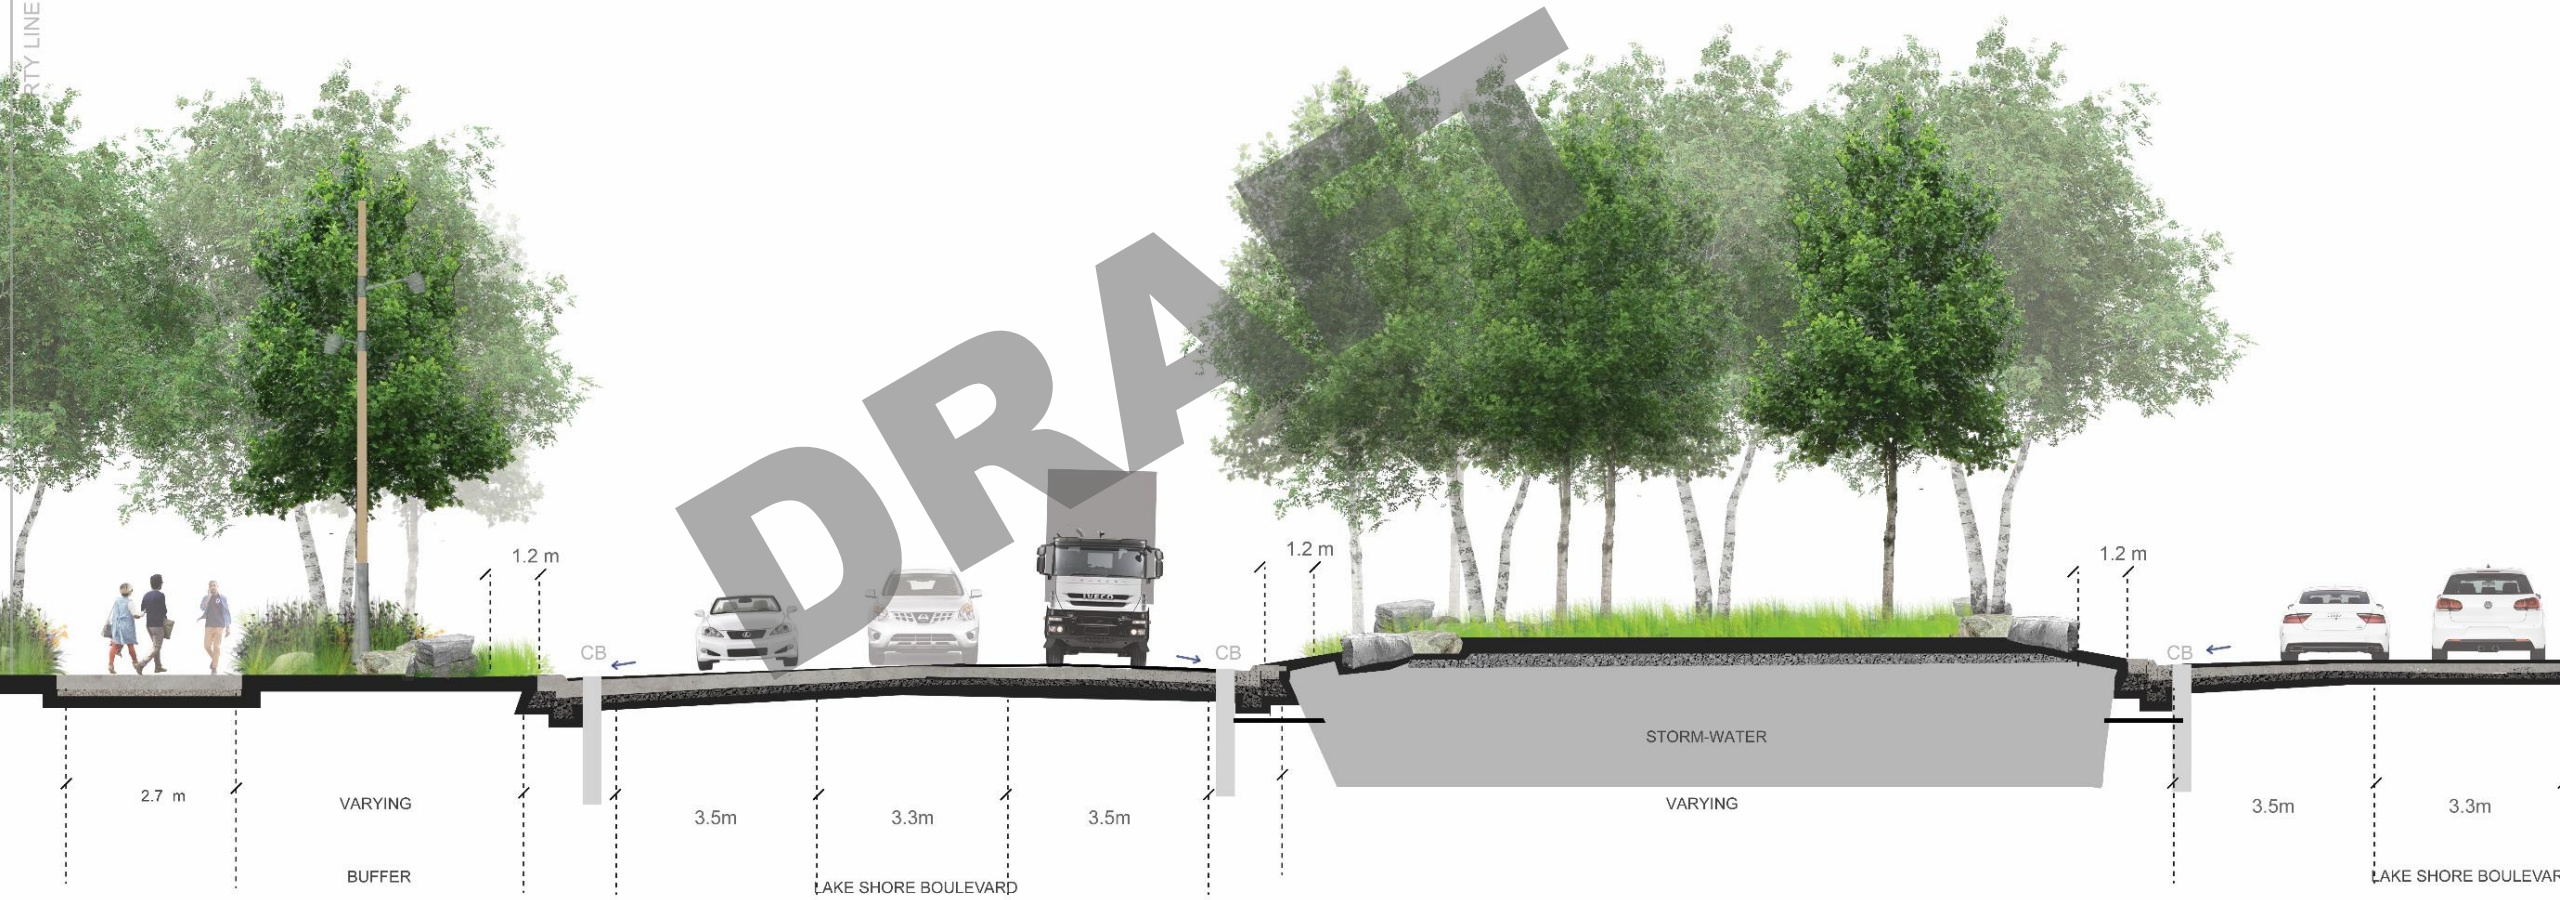 RTY LINE
DRAFT
1.2 m
1.2 m
1.2 m
CB
CB
CB
IVECO
STORM-WATER
2.7 m
VARYING
3.5m
3.3m
3.5m
VARYING
3.5m
3.3m
BUFFER
LAKE SHORE BOULEVARD
LAKE SHORE BOULEVAR